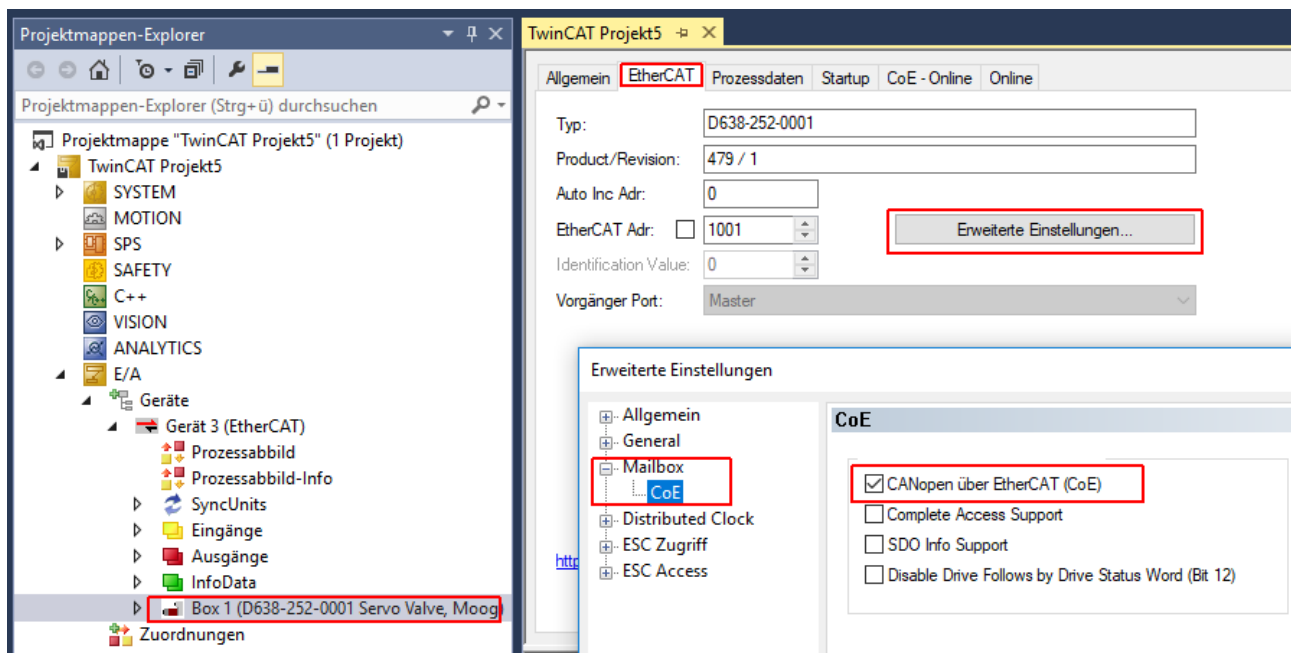 Projektmappen-Explorer
Projektmappen-Explorer (Strg+ü) durchsuchen
Projektmappe "TwinCAT Projekt5" (1 Projekt)
TwinCAT Projekt5
SYSTEM
MOTION
SPS
SAFETY
C++
VISION
ANALYTICS
E/A
Geräte
Gerät 3 (EtherCAT)
Prozessabbild
Prozessabbild-Info
SyncUnits
Eingänge
Ausgänge
InfoData
Box 1 (D638-252-0001 Servo Valve, Moog)
Zuordnungen
TwinCAT Projekt5
Allgemein EtherCAT Prozessdaten Startup CoE - Online Online
Typ: D638-252-0001
Product/Revision: 479 / 1
Auto Inc Adr: 0
EtherCAT Adr: 1001 Erweiterte Einstellungen...
Identification Value: 0
Vorgänger Port: Master
http
Erweiterte Einstellungen
Allgemein
General
Mailbox
CoE
Distributed Clock
ESC Zugriff
ESC Access
CoE
CANopen über EtherCAT (CoE)
Complete Access Support
SDO Info Support
Disable Drive Follows by Drive Status Word (Bit 12)